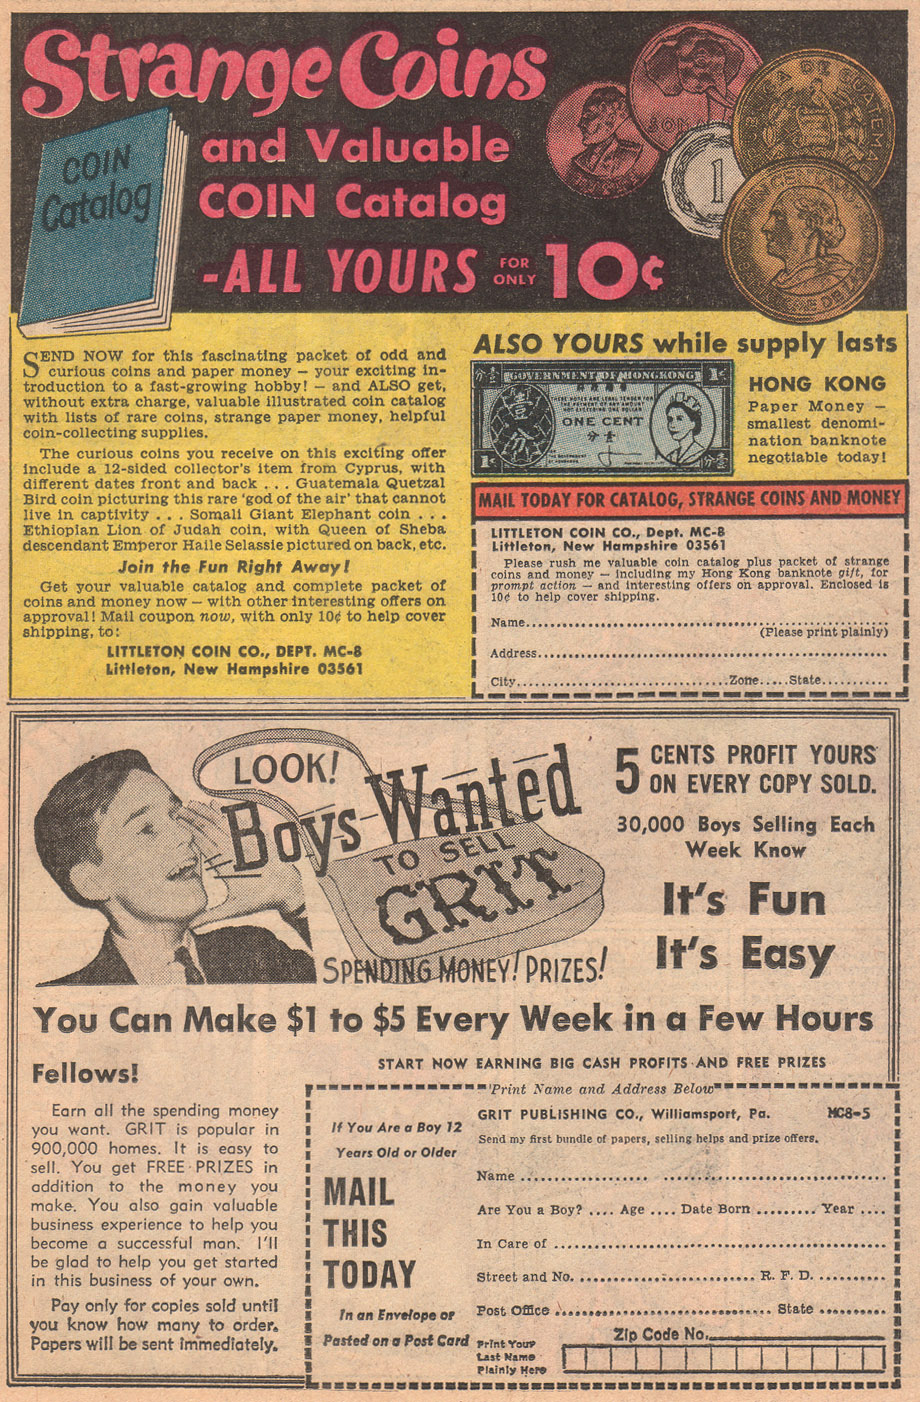 Strange Coins
and Valuable
COIN Catalog
-ALL YOURS FOR ONLY 10¢
COIN
Catalog
1
SEND NOW for this fascinating packet of odd and
curious coins and paper money – your exciting in-
troduction to a fast-growing hobby! – and ALSO get,
without extra charge, valuable illustrated coin catalog
with lists of rare coins, strange paper money, helpful
coin-collecting supplies.
The curious coins you receive on this exciting offer
include a 12-sided collector's item from Cyprus, with
different dates front and back . . . Guatemala Quetzal
Bird coin picturing this rare 'god of the air' that cannot
live in captivity . . . Somali Giant Elephant coin . . .
Ethiopian Lion of Judah coin, with Queen of Sheba
descendant Emperor Haile Selassie pictured on back, etc.
Join the Fun Right Away!
Get your valuable catalog and complete packet of
coins and money now – with other interesting offers on
approval! Mail coupon now, with only 10¢ to help cover
shipping, to:
LITTLETON COIN CO., DEPT. MC-8
Littleton, New Hampshire 03561
ALSO YOURS while supply lasts
GOVERNMENT OF HONGKONG
1¢
THESE NOTES ARE LEGAL TENDER FOR
THE PAYMENT OF ANY AMOUNT
NOT EXCEEDING ONE DOLLAR
ONE CENT
1¢
HONG KONG
Paper Money –
smallest denomi-
nation banknote
negotiable today!
MAIL TODAY FOR CATALOG, STRANGE COINS AND MONEY
LITTLETON COIN CO., Dept. MC-8
Littleton, New Hampshire 03561
Please rush me valuable coin catalog plus packet of strange
coins and money – including my Hong Kong banknote gift, for
prompt action – and interesting offers on approval. Enclosed is
10¢ to help cover shipping.
Name
(Please print plainly)
Address
City Zone State
LOOK!
Boys Wanted
TO SELL
GRIT
SPENDING MONEY! PRIZES!
5 CENTS PROFIT YOURS
ON EVERY COPY SOLD.
30,000 Boys Selling Each
Week Know
It's Fun
It's Easy
You Can Make $1 to $5 Every Week in a Few Hours
START NOW EARNING BIG CASH PROFITS AND FREE PRIZES
Fellows!
Earn all the spending money
you want. GRIT is popular in
900,000 homes. It is easy to
sell. You get FREE PRIZES in
addition to the money you
make. You also gain valuable
business experience to help you
become a successful man. I'll
be glad to help you get started
in this business of your own.
Pay only for copies sold until
you know how many to order.
Papers will be sent immediately.
Print Name and Address Below
If You Are a Boy 12
Years Old or Older
MAIL
THIS
TODAY
In an Envelope or
Pasted on a Post Card
GRIT PUBLISHING CO., Williamsport, Pa. MC8-5
Send my first bundle of papers, selling helps and prize offers.
Name
Are You a Boy? .... Age .... Date Born ......... Year ....
In Care of
Street and No. R. F. D.
Post Office State
Zip Code No.
Print Your
Last Name
Plainly Here